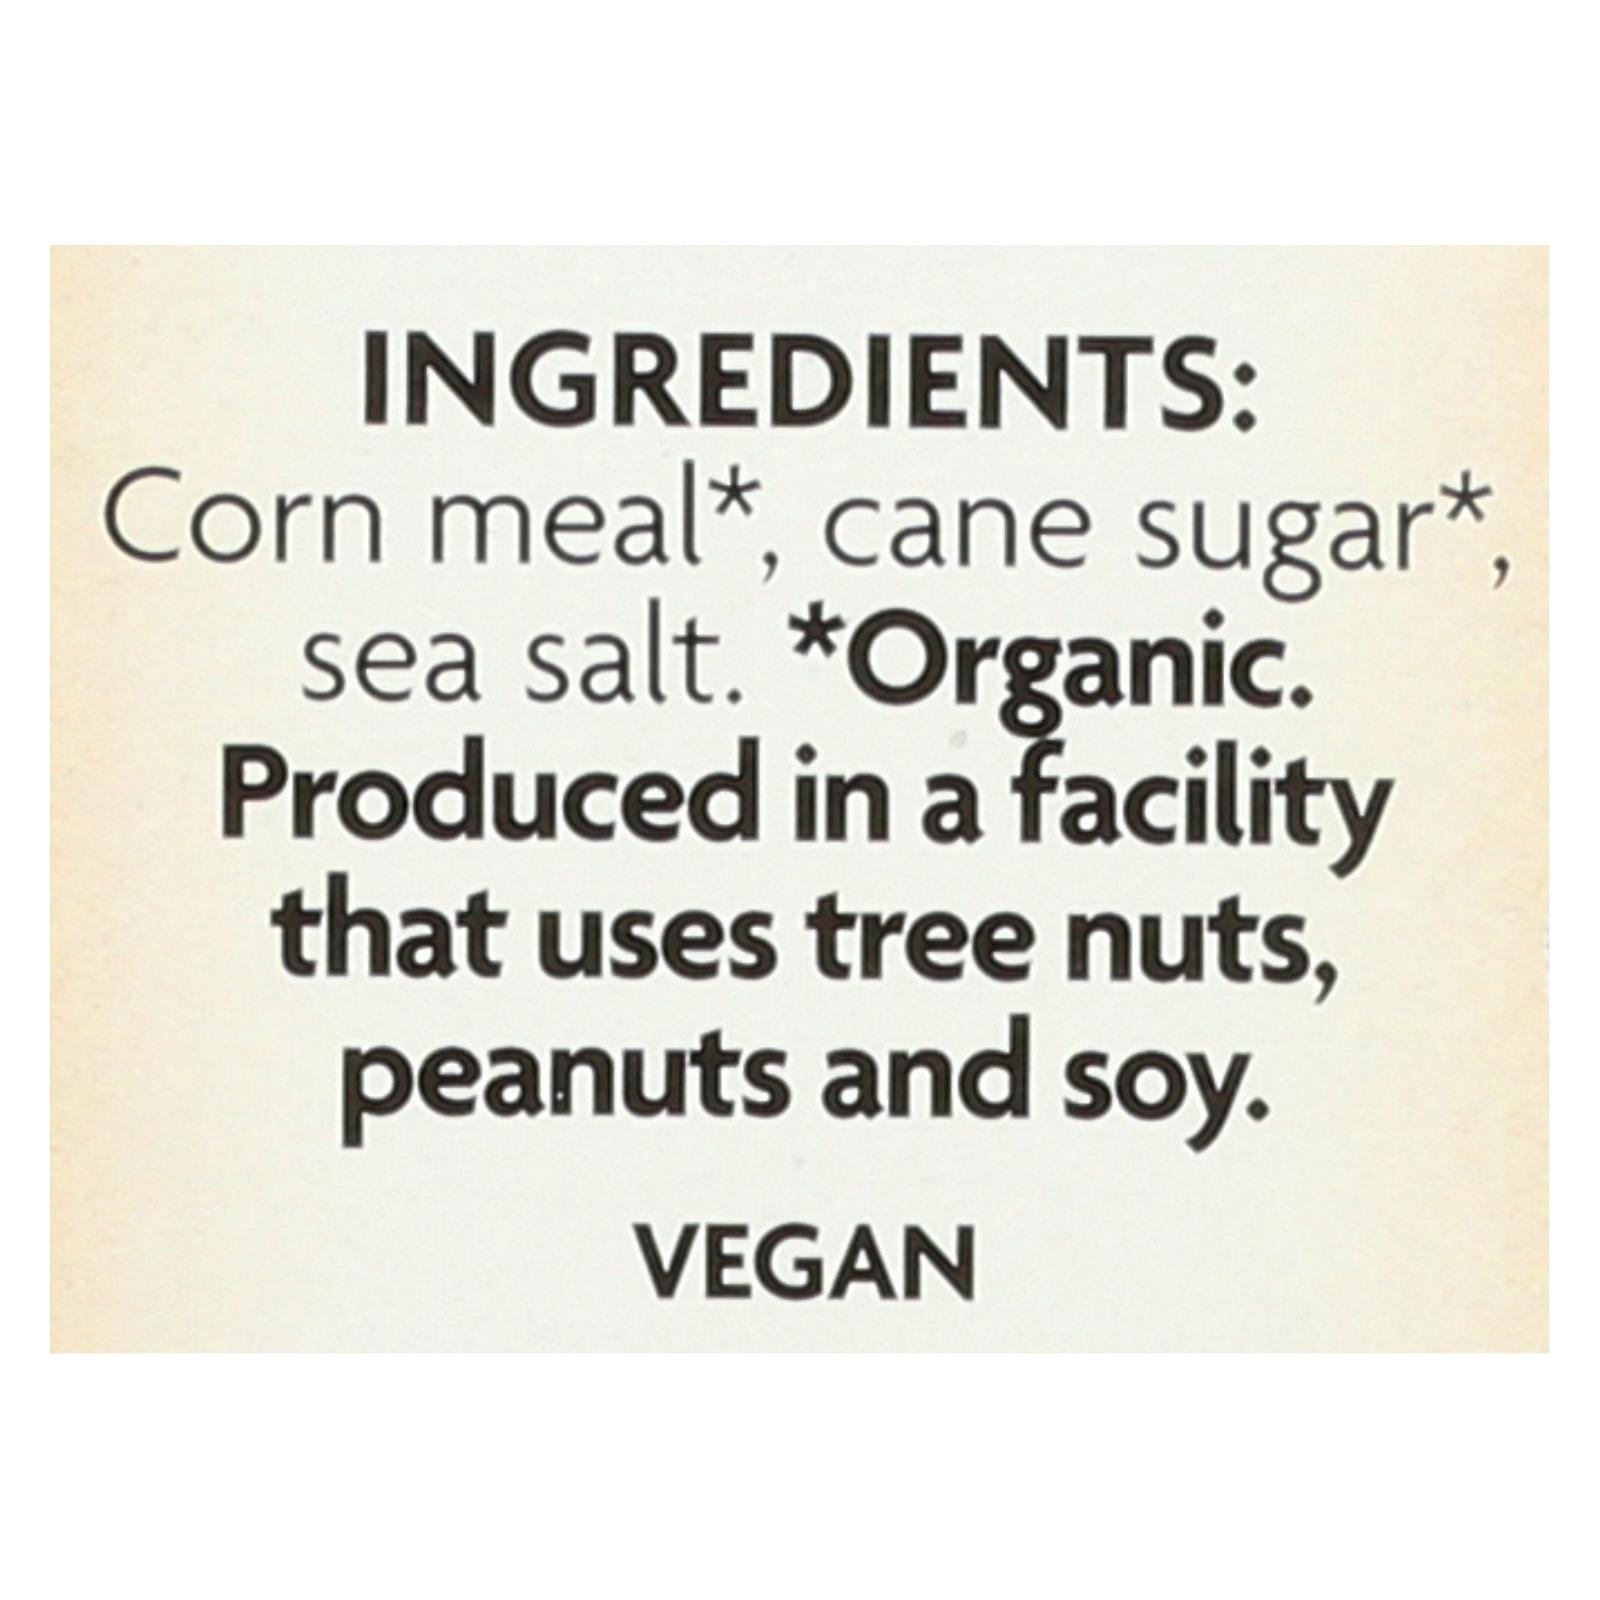 INGREDIENTS:
Corn meal*, cane sugar*,
sea salt. *Organic.
Produced in a facility
that uses tree nuts,
peanuts and soy.
VEGAN